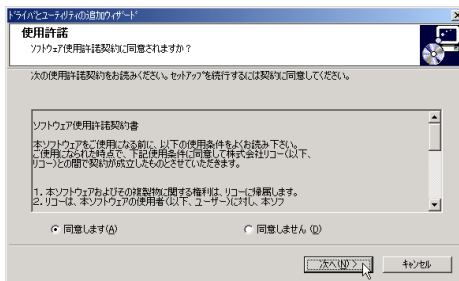 ﾄﾞﾗｲﾊﾞとﾕｰﾃｨﾘﾃｨの追加ｳｨｻﾞｰﾄﾞ
使用許諾
ｿﾌﾄｳｪｱ使用許諾契約に同意されますか？
次の使用許諾契約をお読みください。ｾｯﾄｱｯﾌﾟを続行するには契約に同意してください。
ソフトウェア使用許諾契約書
本ソフトウェアをご使用になる前に、以下の使用条件をよくお読み下さい。
ご使用になられた時点で、下記使用条件に同意して株式会社リコー（以下、
リコー）との間で契約が成立したものとさせていただきます。
1．本ソフトウェアおよびその複製物に関する権利は、リコーに帰属します。
2．リコーは、本ソフトウェアの使用者（以下、ユーザー）に対し、本ソフ
同意します(A)
同意しません (D)
次へ(N) >
ｷｬﾝｾﾙ